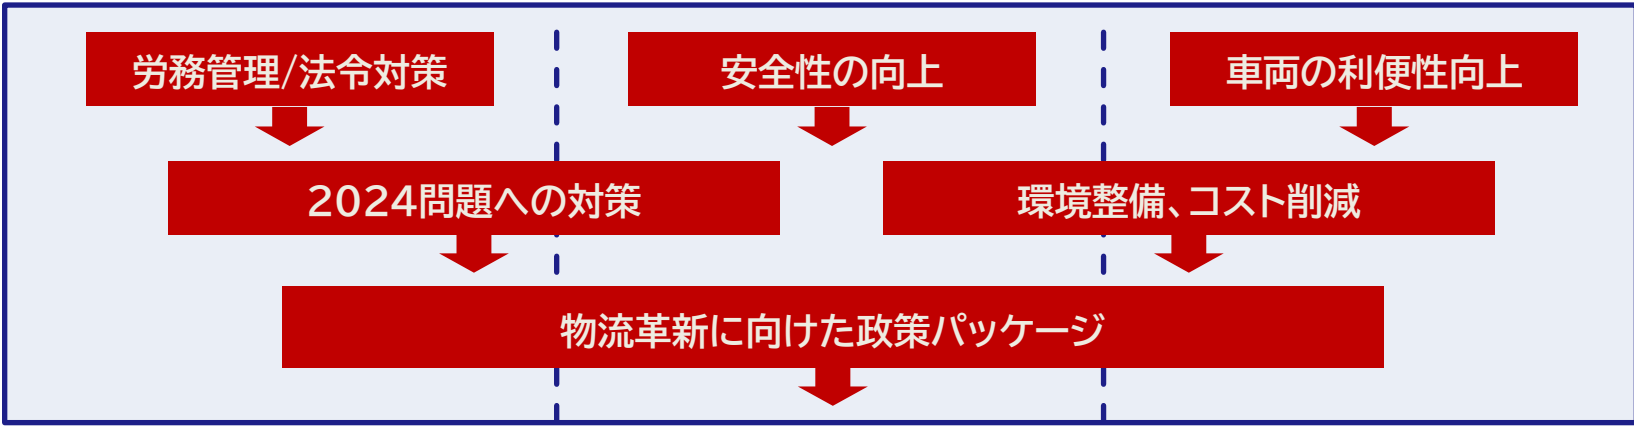 労務管理/法令対策
安全性の向上
車両の利便性向上
2024問題への対策
環境整備、コスト削減
物流革新に向けた政策パッケージ